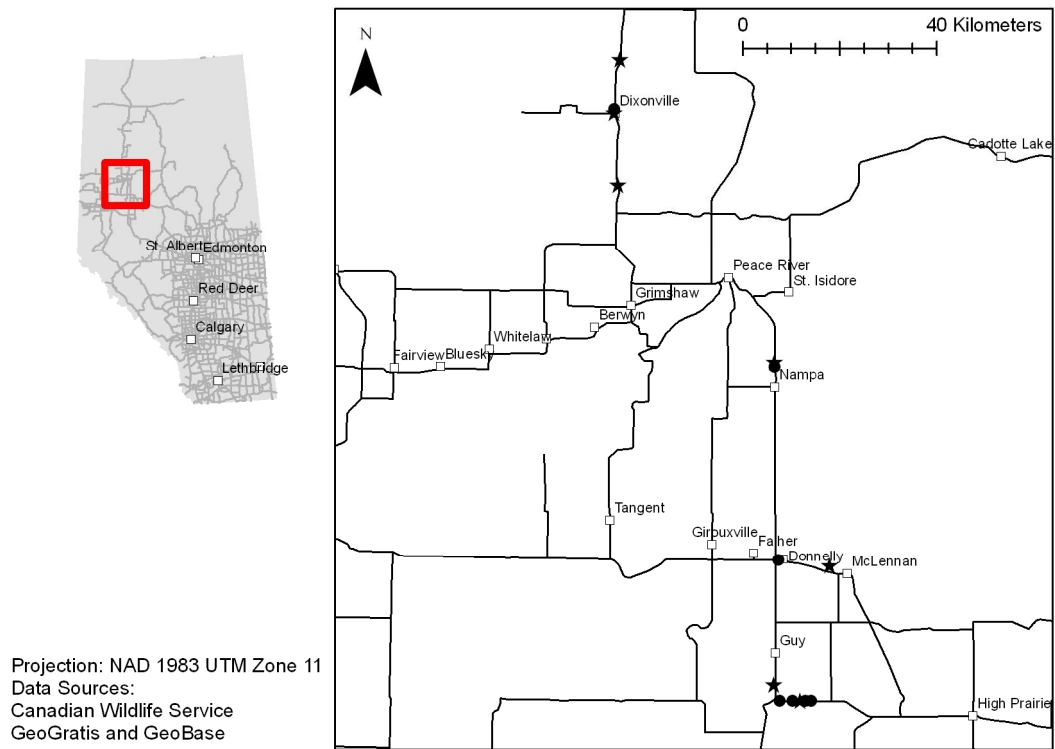 N
0 40 Kilometers
Dixonville
Cadotte Lake
Peace River
St. Isidore
Grimshaw
Berwyn
Whitelaw
Fairview Bluesky
Nampa
Tangent
Girouxville
Falher
Donnelly
McLennan
Guy
High Prairie
St. Albert Edmonton
Red Deer
Calgary
Lethbridge
Projection: NAD 1983 UTM Zone 11
Data Sources:
Canadian Wildlife Service
GeoGratis and GeoBase